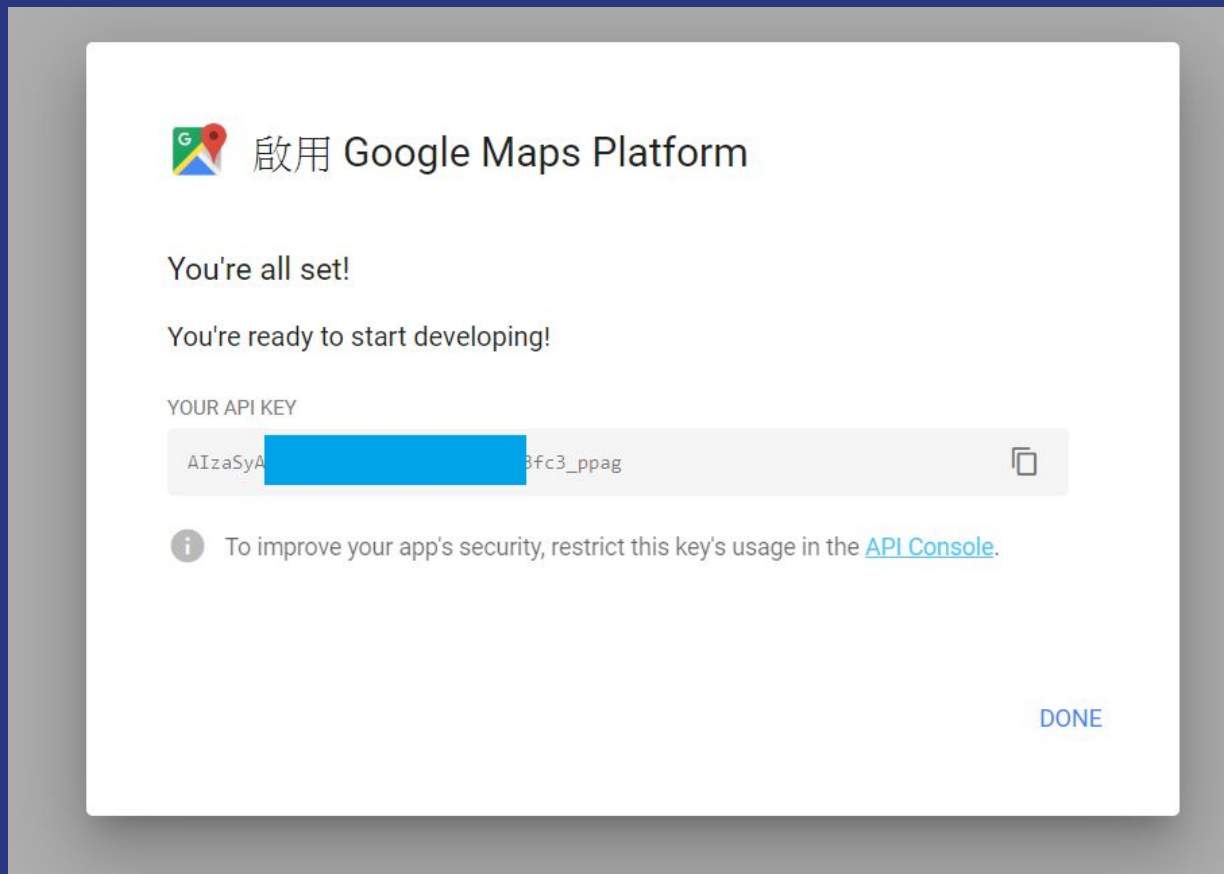 啟用 Google Maps Platform
You're all set!
You're ready to start developing!
YOUR API KEY
AIzaSyA 3fc3_ppag
To improve your app's security, restrict this key's usage in the API Console.
DONE